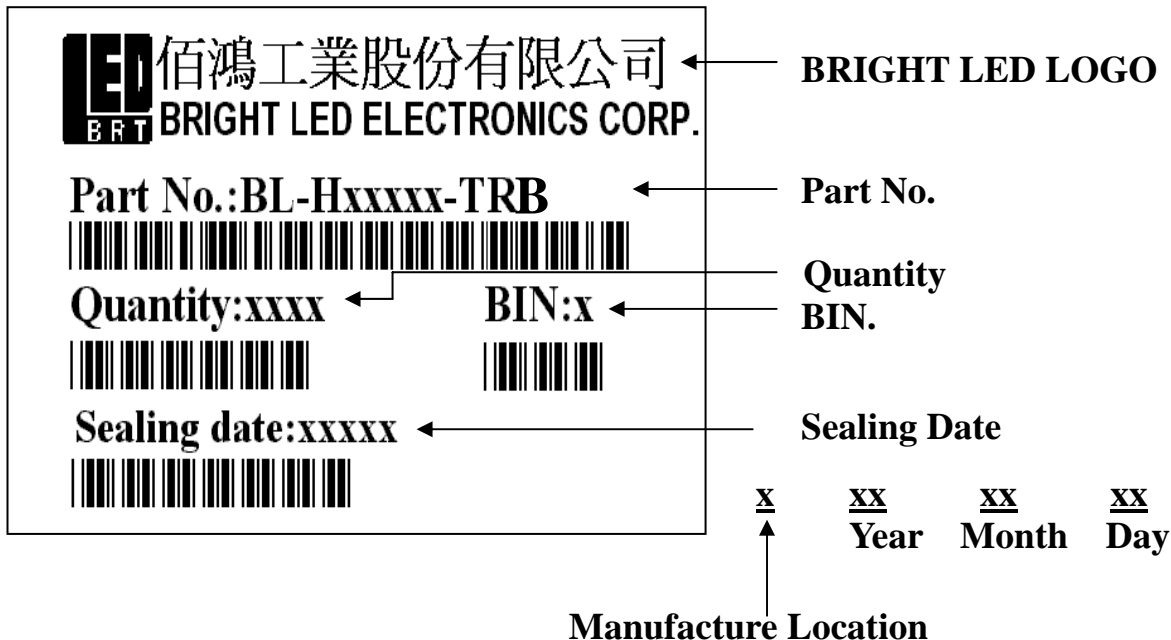 LED 佰鴻工業股份有限公司
BRT BRIGHT LED ELECTRONICS CORP.
BRIGHT LED LOGO
Part No.:BL-Hxxxxx-TRB
Part No.
Quantity:xxxx
BIN:x
Quantity
BIN.
Sealing date:xxxxx
Sealing Date
x xx xx xx
Year Month Day
Manufacture Location